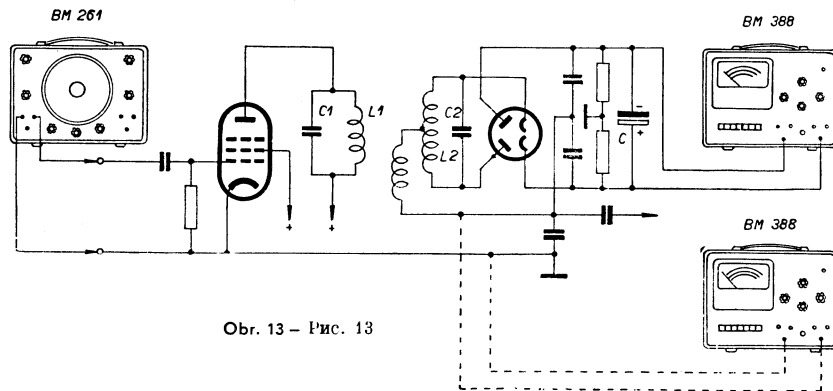 BM 261
BM 388
C1
L1
C2
L2
C
−
+
+
+
BM 388
Obr. 13 – Рис. 13